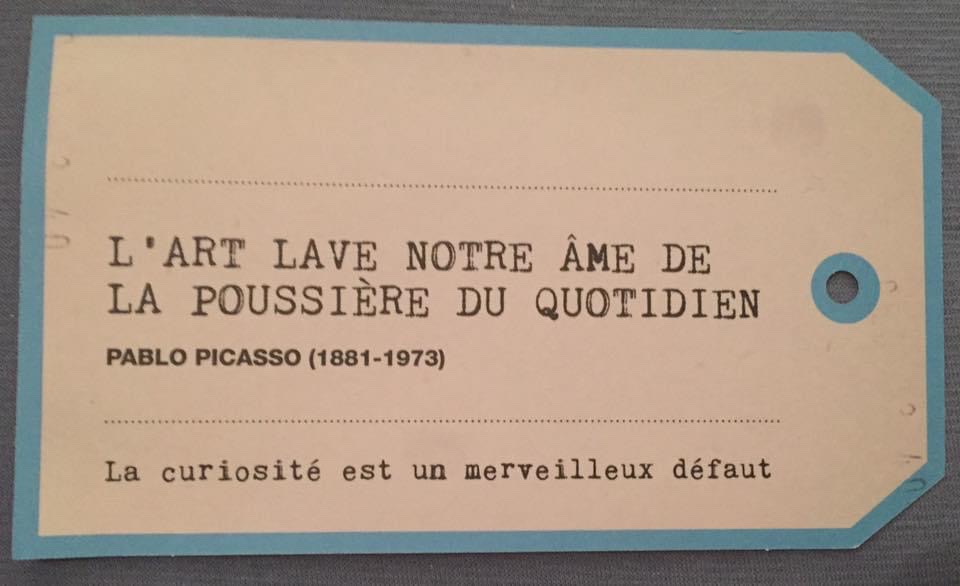 L'ART LAVE NOTRE ÂME DE
LA POUSSIÈRE DU QUOTIDIEN
PABLO PICASSO (1881-1973)
La curiosité est un merveilleux défaut